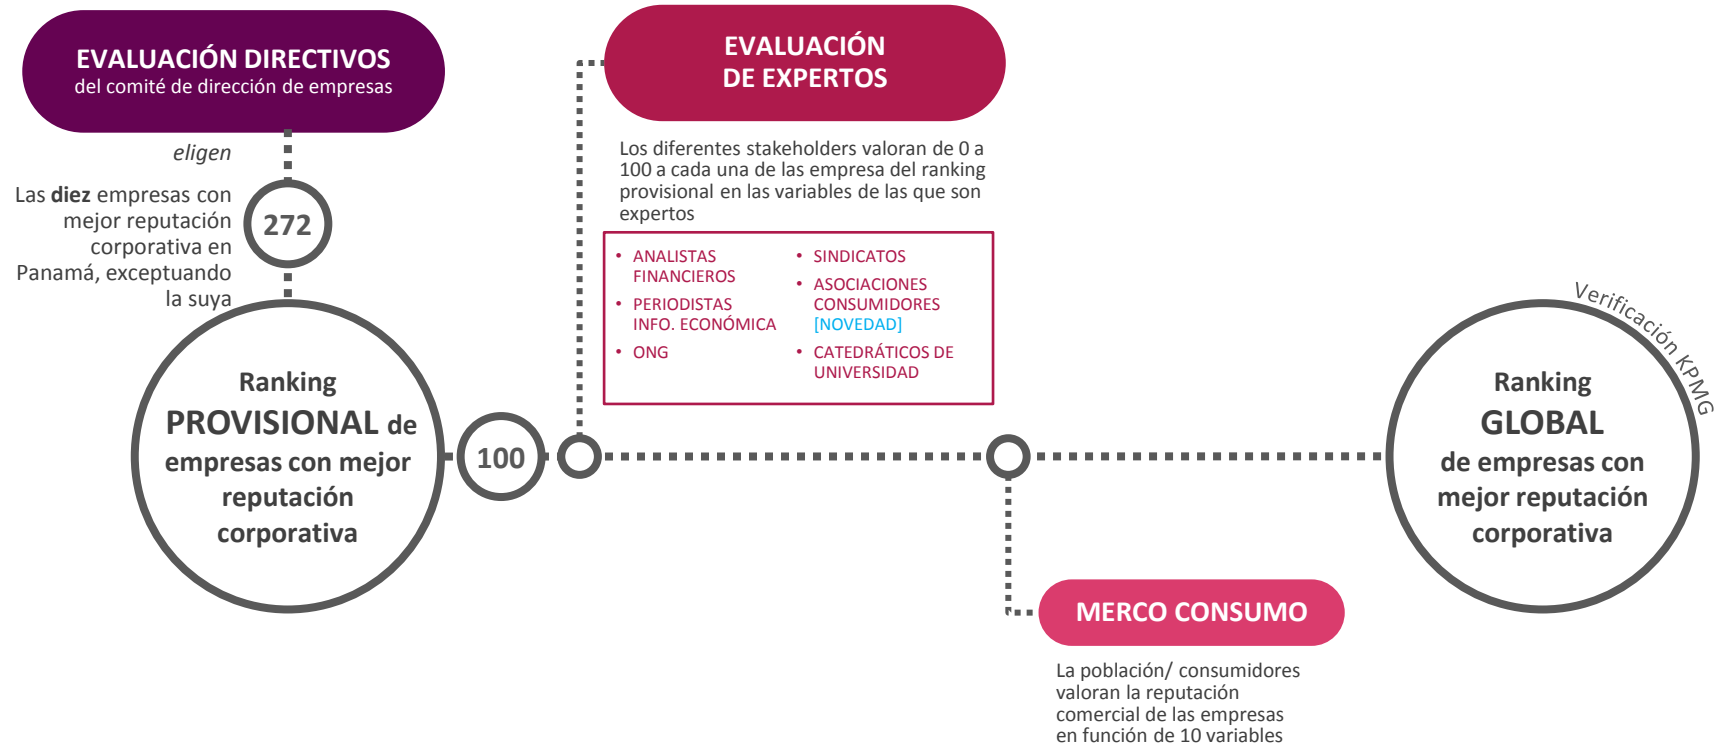 EVALUACIÓN DIRECTIVOS
del comité de dirección de empresas
eligen
Las diez empresas con
mejor reputación
corporativa en
Panamá, exceptuando
la suya
272
Ranking
PROVISIONAL de
empresas con mejor
reputación
corporativa
100
EVALUACIÓN
DE EXPERTOS
Los diferentes stakeholders valoran de 0 a
100 a cada una de las empresa del ranking
provisional en las variables de las que son
expertos
• ANALISTAS
FINANCIEROS
• PERIODISTAS
INFO. ECONÓMICA
• ONG
• SINDICATOS
• ASOCIACIONES
CONSUMIDORES
[NOVEDAD]
• CATEDRÁTICOS DE
UNIVERSIDAD
MERCO CONSUMO
La población/ consumidores
valoran la reputación
comercial de las empresas
en función de 10 variables
Verificación KPMG
Ranking
GLOBAL
de empresas con
mejor reputación
corporativa